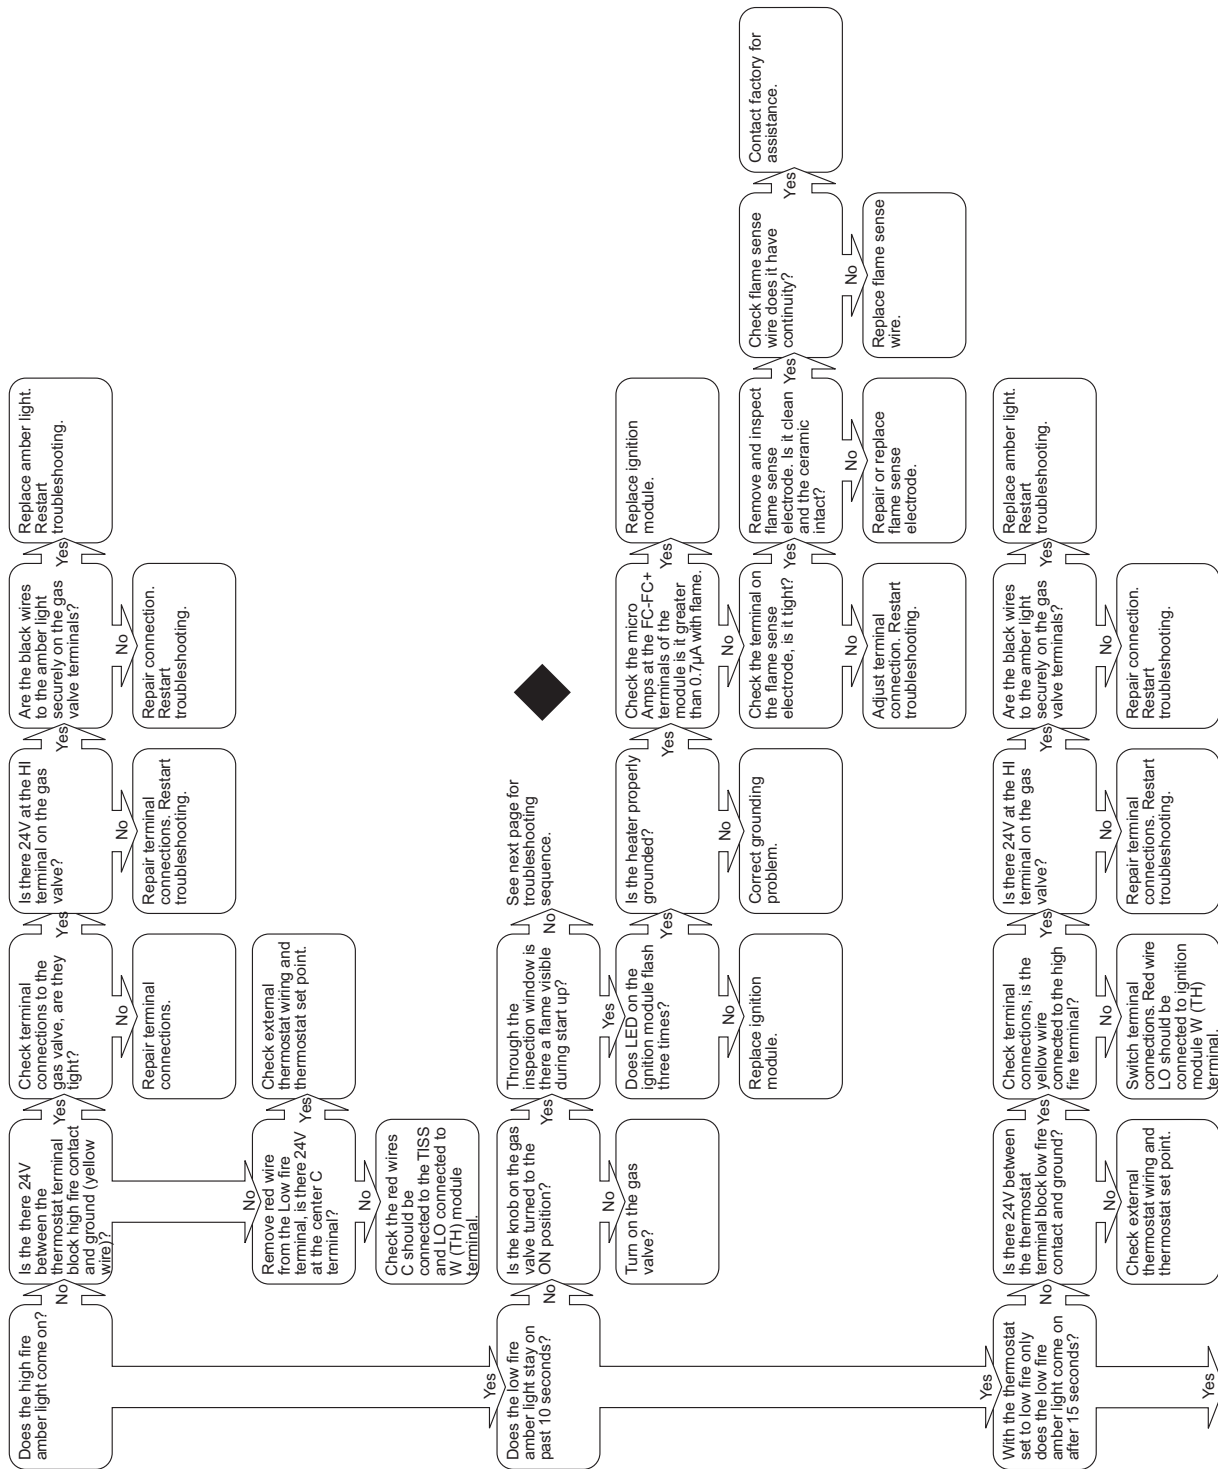 Does the high fire
amber light come on?
No
Is the there 24V
between the
thermostat terminal
block high fire contact
and ground (yellow
wire)?
Yes
Check terminal
connections to the
gas valve, are they
tight?
Yes
Is there 24V at the HI
terminal on the gas
valve?
Yes
Are the black wires
to the amber light
securely on the gas
valve terminals?
Yes
Replace amber light.
Restart
troubleshooting.
No
Repair terminal
connections.
No
Repair terminal
connections. Restart
troubleshooting.
No
Repair connection.
Restart
troubleshooting.
No
Remove red wire
from the Low fire
terminal, is there 24V
at the center C
terminal?
Yes
Check external
thermostat wiring and
thermostat set point.
No
Check the red wires
C should be
connected to the TISS
and LO connected to
W (TH) module
terminal.
Yes
Does the low fire
amber light stay on
past 10 seconds?
No
Is the knob on the gas
valve turned to the
ON position?
Yes
Through the
inspection window is
there a flame visible
during start up?
No
See next page for
troubleshooting
sequence.
No
Turn on the gas
valve?
Yes
Does LED on the
ignition module flash
three times?
Yes
Is the heater properly
grounded?
Yes
Check the micro
Amps at the FC-FC+
terminals of the
module is it greater
than 0.7µA with flame.
Yes
Replace ignition
module.
No
Replace ignition
module.
No
Correct grounding
problem.
No
Check the terminal on
the flame sense
electrode, is it tight?
Yes
Remove and inspect
flame sense
electrode. Is it clean
and the ceramic
intact?
Yes
Check flame sense
wire does it have
continuity?
Yes
Contact factory for
assistance.
No
Adjust terminal
connection. Restart
troubleshooting.
No
Repair or replace
flame sense
electrode.
No
Replace flame sense
wire.
Yes
With the thermostat
set to low fire only
does the low fire
amber light come on
after 15 seconds?
No
Is there 24V between
the thermostat
terminal block low fire
contact and ground?
Yes
Check terminal
connections, is the
yellow wire
connected to the high
fire terminal?
Yes
Is there 24V at the HI
terminal on the gas
valve?
Yes
Are the black wires
to the amber light
securely on the gas
valve terminals?
Yes
Replace amber light.
Restart
troubleshooting.
No
Check external
thermostat wiring and
thermostat set point.
No
Switch terminal
connections. Red wire
LO should be
connected to ignition
module W (TH)
terminal.
No
Repair terminal
connections. Restart
troubleshooting.
No
Repair connection.
Restart
troubleshooting.
Yes